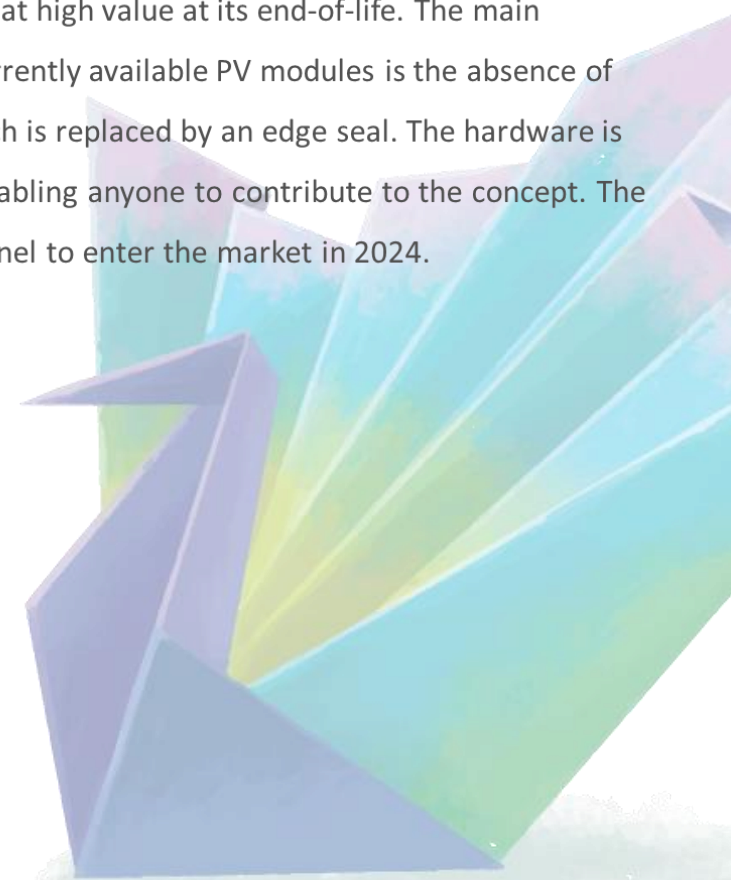 at high value at its end-of-life. The main
rrently available PV modules is the absence of
h is replaced by an edge seal. The hardware is
abling anyone to contribute to the concept. The
nel to enter the market in 2024.